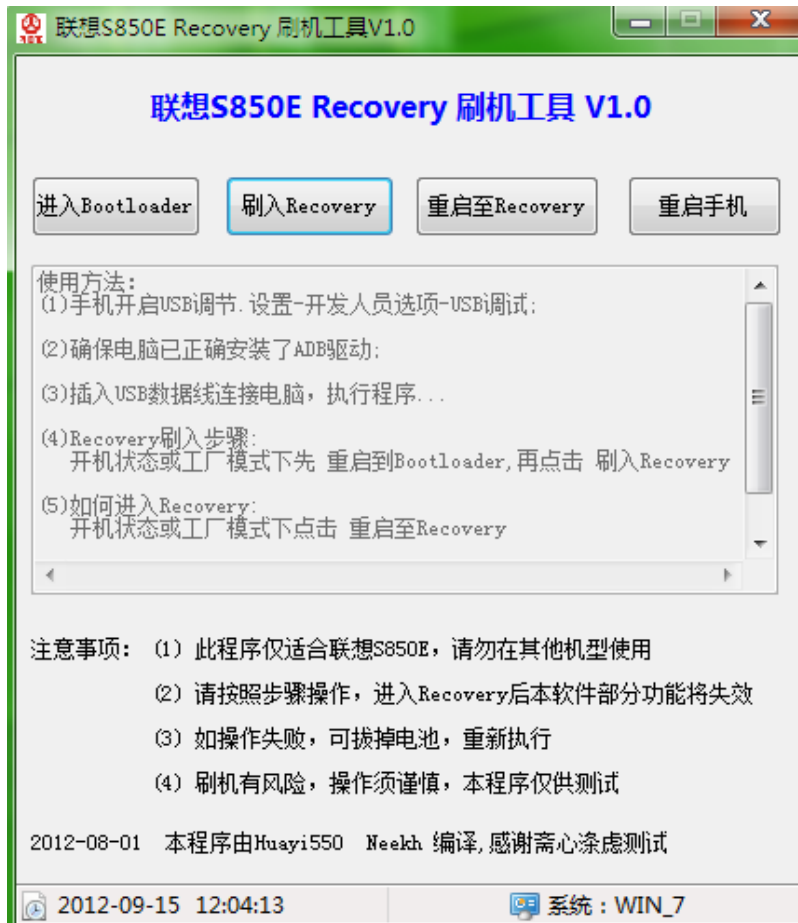 联想S850E Recovery 刷机工具V1.0
联想S850E Recovery 刷机工具 V1.0
进入Bootloader 刷入Recovery 重启至Recovery 重启手机
使用方法:
(1)手机开启USB调节.设置-开发人员选项-USB调试;
(2)确保电脑已正确安装了ADB驱动;
(3)插入USB数据线连接电脑，执行程序...
(4)Recovery刷入步骤:
开机状态或工厂模式下先 重启到Bootloader,再点击 刷入Recovery
(5)如何进入Recovery:
开机状态或工厂模式下点击 重启至Recovery
注意事项: (1) 此程序仅适合联想S850E，请勿在其他机型使用
(2) 请按照步骤操作，进入Recovery后本软件部分功能将失效
(3) 如操作失败，可拔掉电池，重新执行
(4) 刷机有风险，操作须谨慎，本程序仅供测试
2012-08-01 本程序由Huayi550 Neekh 编译,感谢斋心涤虑测试
2012-09-15 12:04:13 系统：WIN_7